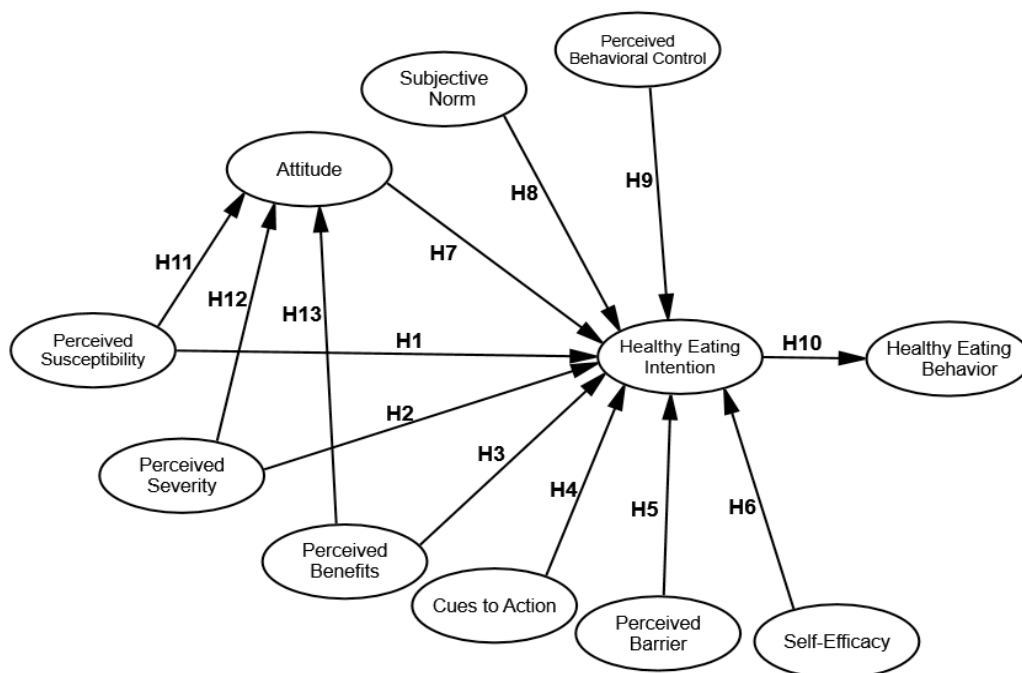 Perceived
Behavioral Control
Subjective
Norm
Attitude
H9
H8
H7
H11
H12
H13
Perceived
Susceptibility
H1
Healthy Eating
Intention
H10
Healthy Eating
Behavior
H2
H3
Perceived
Severity
H4
H5
H6
Perceived
Benefits
Cues to Action
Perceived
Barrier
Self-Efficacy